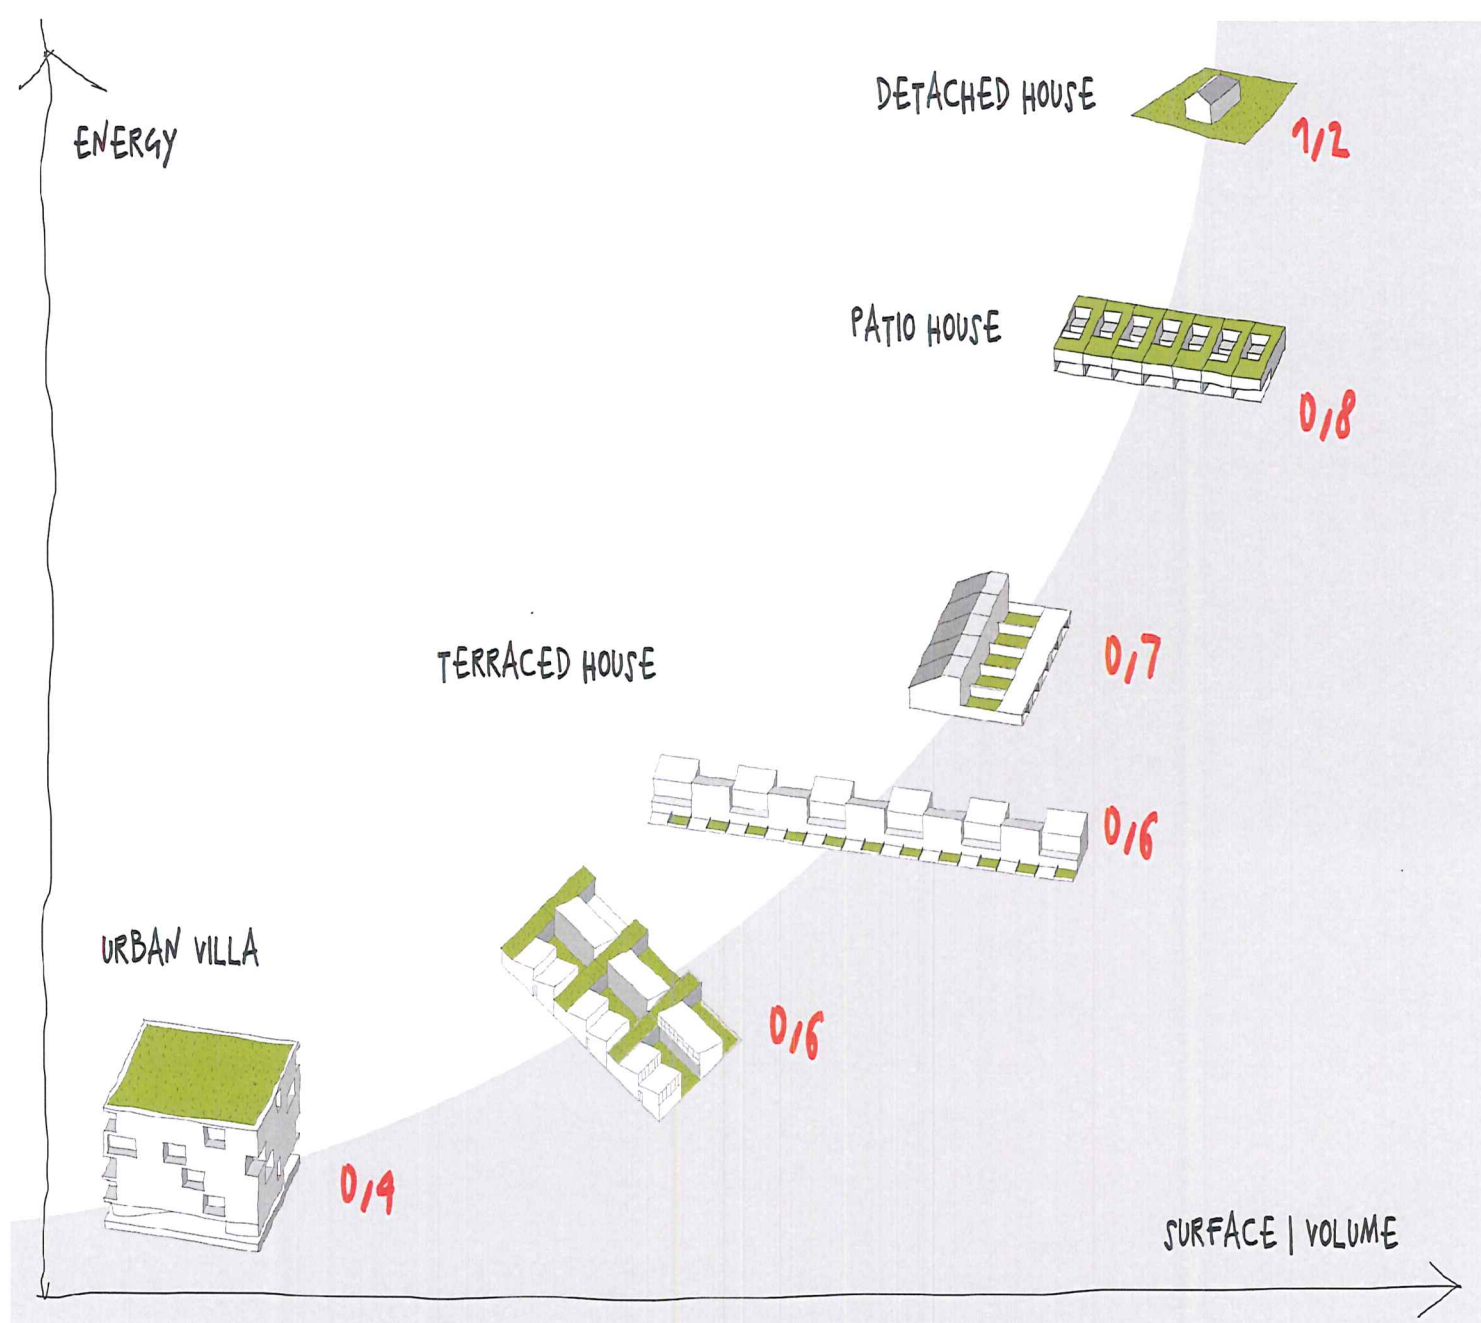 DETACHED HOUSE
1,2
ENERGY
PATIO HOUSE
0,8
TERRACED HOUSE
0,7
0,6
URBAN VILLA
0,6
0,4
SURFACE | VOLUME